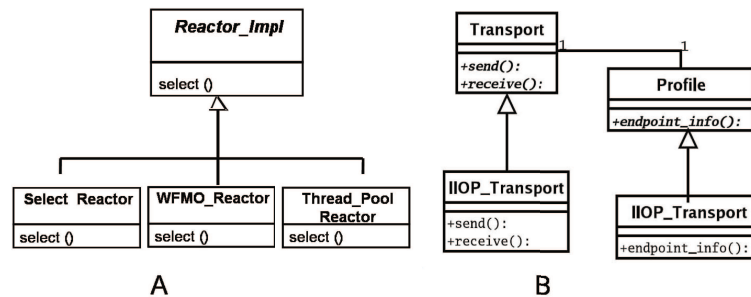 Reactor_Impl
select ()
Select Reactor
select ()
WFMO_Reactor
select ()
Thread_Pool
Reactor
select ()
A
Transport
+send():
+receive():
1
1
Profile
+endpoint_info():
IIOP_Transport
+send():
+receive():
IIOP_Transport
+endpoint_info():
B